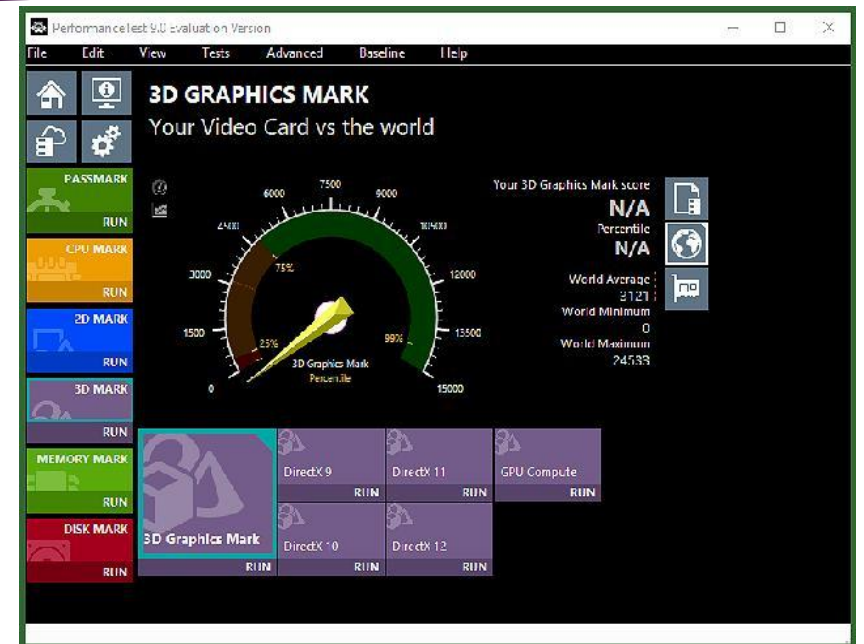 PerformanceTest 9.0 Evaluation Version
File Edit View Tests Advanced Baseline Help
3D GRAPHICS MARK
Your Video Card vs the world
PASSMARK
RUN
CPU MARK
RUN
2D MARK
RUN
3D MARK
RUN
MEMORY MARK
RUN
DISK MARK
RUN
0
1500
3000
4500
6000
7500
9000
10500
12000
13500
15000
25%
75%
99%
3D Graphics Mark
Percentile
Your 3D Graphics Mark score
N/A
Percentile
N/A
World Average
3121
World Minimum
0
World Maximum
24533
3D Graphics Mark
RUN
DirectX 9
RUN
DirectX 11
RUN
GPU Compute
RUN
DirectX 10
RUN
DirectX 12
RUN